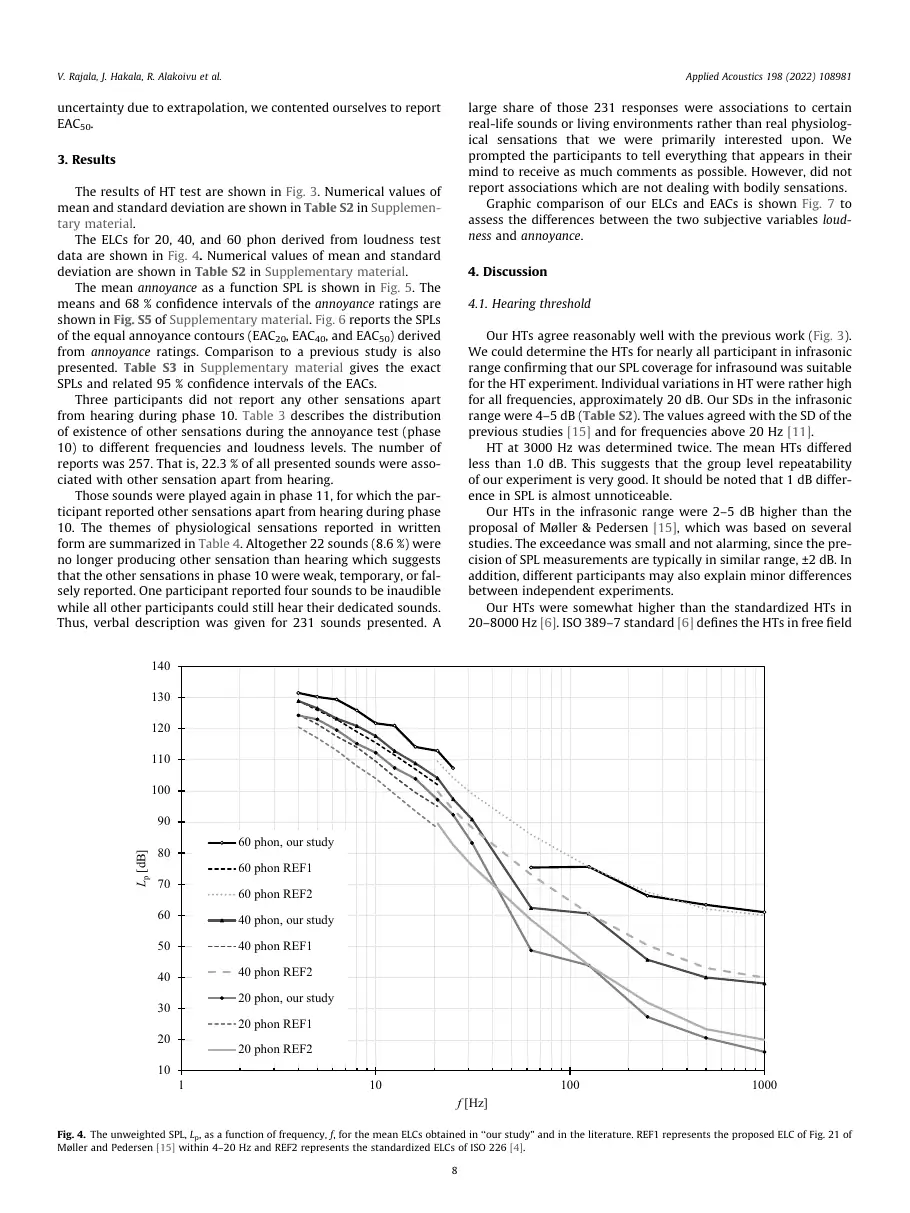 V. Rajala, J. Hakala, R. Alakoivu et al.
Applied Acoustics 198 (2022) 108981
uncertainty due to extrapolation, we contented ourselves to report
EAC50.
3. Results
The results of HT test are shown in Fig. 3. Numerical values of
mean and standard deviation are shown in Table S2 in Supplemen-
tary material.
The ELCs for 20, 40, and 60 phon derived from loudness test
data are shown in Fig. 4. Numerical values of mean and standard
deviation are shown in Table S2 in Supplementary material.
The mean annoyance as a function SPL is shown in Fig. 5. The
means and 68 % confidence intervals of the annoyance ratings are
shown in Fig. S5 of Supplementary material. Fig. 6 reports the SPLs
of the equal annoyance contours (EAC20, EAC40, and EAC50) derived
from annoyance ratings. Comparison to a previous study is also
presented. Table S3 in Supplementary material gives the exact
SPLs and related 95 % confidence intervals of the EACs.
Three participants did not report any other sensations apart
from hearing during phase 10. Table 3 describes the distribution
of existence of other sensations during the annoyance test (phase
10) to different frequencies and loudness levels. The number of
reports was 257. That is, 22.3 % of all presented sounds were asso-
ciated with other sensation apart from hearing.
Those sounds were played again in phase 11, for which the par-
ticipant reported other sensations apart from hearing during phase
10. The themes of physiological sensations reported in written
form are summarized in Table 4. Altogether 22 sounds (8.6 %) were
no longer producing other sensation than hearing which suggests
that the other sensations in phase 10 were weak, temporary, or fal-
sely reported. One participant reported four sounds to be inaudible
while all other participants could still hear their dedicated sounds.
Thus, verbal description was given for 231 sounds presented. A
large share of those 231 responses were associations to certain
real-life sounds or living environments rather than real physiolog-
ical sensations that we were primarily interested upon. We
prompted the participants to tell everything that appears in their
mind to receive as much comments as possible. However, did not
report associations which are not dealing with bodily sensations.
Graphic comparison of our ELCs and EACs is shown Fig. 7 to
assess the differences between the two subjective variables loud-
ness and annoyance.
4. Discussion
4.1. Hearing threshold
Our HTs agree reasonably well with the previous work (Fig. 3).
We could determine the HTs for nearly all participant in infrasonic
range confirming that our SPL coverage for infrasound was suitable
for the HT experiment. Individual variations in HT were rather high
for all frequencies, approximately 20 dB. Our SDs in the infrasonic
range were 4–5 dB (Table S2). The values agreed with the SD of the
previous studies [15] and for frequencies above 20 Hz [11].
HT at 3000 Hz was determined twice. The mean HTs differed
less than 1.0 dB. This suggests that the group level repeatability
of our experiment is very good. It should be noted that 1 dB differ-
ence in SPL is almost unnoticeable.
Our HTs in the infrasonic range were 2–5 dB higher than the
proposal of Møller & Pedersen [15], which was based on several
studies. The exceedance was small and not alarming, since the pre-
cision of SPL measurements are typically in similar range, ±2 dB. In
addition, different participants may also explain minor differences
between independent experiments.
Our HTs were somewhat higher than the standardized HTs in
20–8000 Hz [6]. ISO 389–7 standard [6] defines the HTs in free field
140
130
120
110
100
90
80
70
60
50
40
30
20
10
Lp [dB]
60 phon, our study
60 phon REF1
60 phon REF2
40 phon, our study
40 phon REF1
40 phon REF2
20 phon, our study
20 phon REF1
20 phon REF2
1
10
100
1000
f [Hz]
Fig. 4. The unweighted SPL, Lp, as a function of frequency, f, for the mean ELCs obtained in "our study" and in the literature. REF1 represents the proposed ELC of Fig. 21 of
Møller and Pedersen [15] within 4–20 Hz and REF2 represents the standardized ELCs of ISO 226 [4].
8